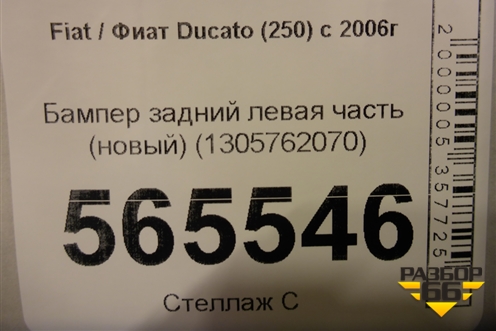 Fiat / Фиат Ducato (250) с 2006г
Бампер задний левая часть
(новый) (1305762070)
565546
Стеллаж С
2000005357725
РАЗБОР
66